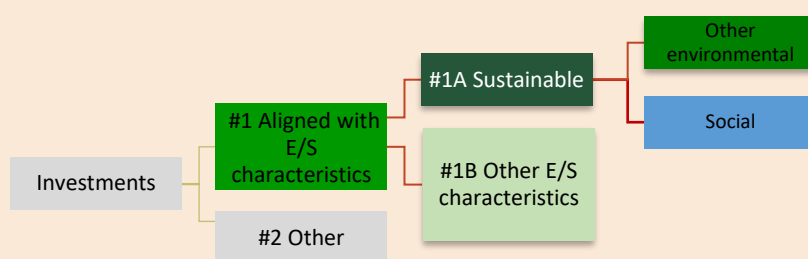 Other
environmental
#1A Sustainable
#1 Aligned with
E/S
characteristics
Social
#1B Other E/S
characteristics
Investments
#2 Other